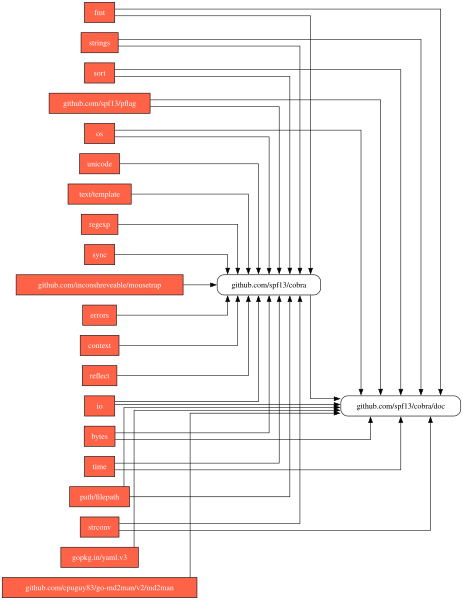 fmt
strings
sort
github.com/spf13/pflag
os
unicode
text/template
regexp
sync
github.com/inconshreveable/mousetrap
github.com/spf13/cobra
errors
context
reflect
io
github.com/spf13/cobra/doc
bytes
time
path/filepath
strconv
gopkg.in/yaml.v3
github.com/cpuguy83/go-md2man/v2/md2man